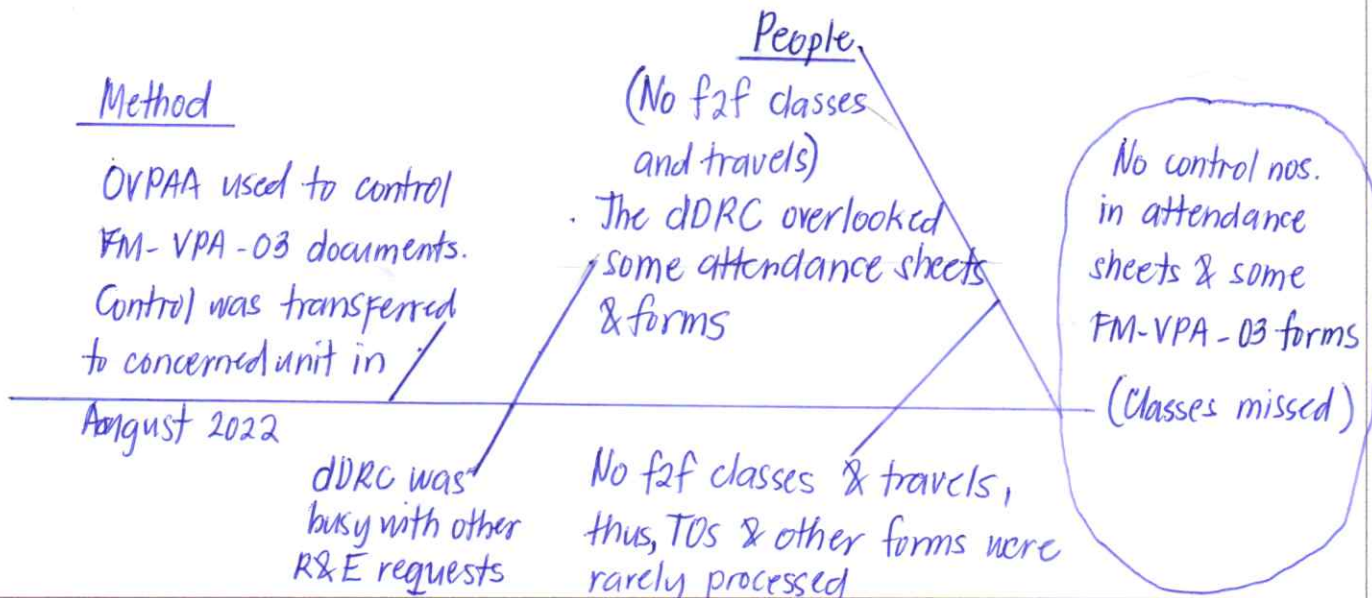 Method
OVPAA used to control
FM-VPA-03 documents.
Control was transferred
to concerned unit in
August 2022
People
(No f2f classes
and travels)
. The dDRC overlooked
some attendance sheets
& forms
dDRC was
busy with other
R&E requests
No f2f classes & travels,
thus, TOs & other forms were
rarely processed
No control nos.
in attendance
sheets & some
FM-VPA-03 forms
(Classes missed)